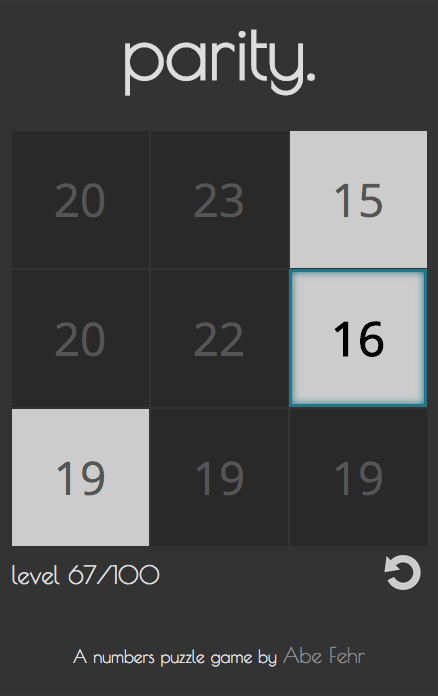 parity.
20 23 15
20 22 16
19 19 19
level 67/100
A numbers puzzle game by Abe Fehr